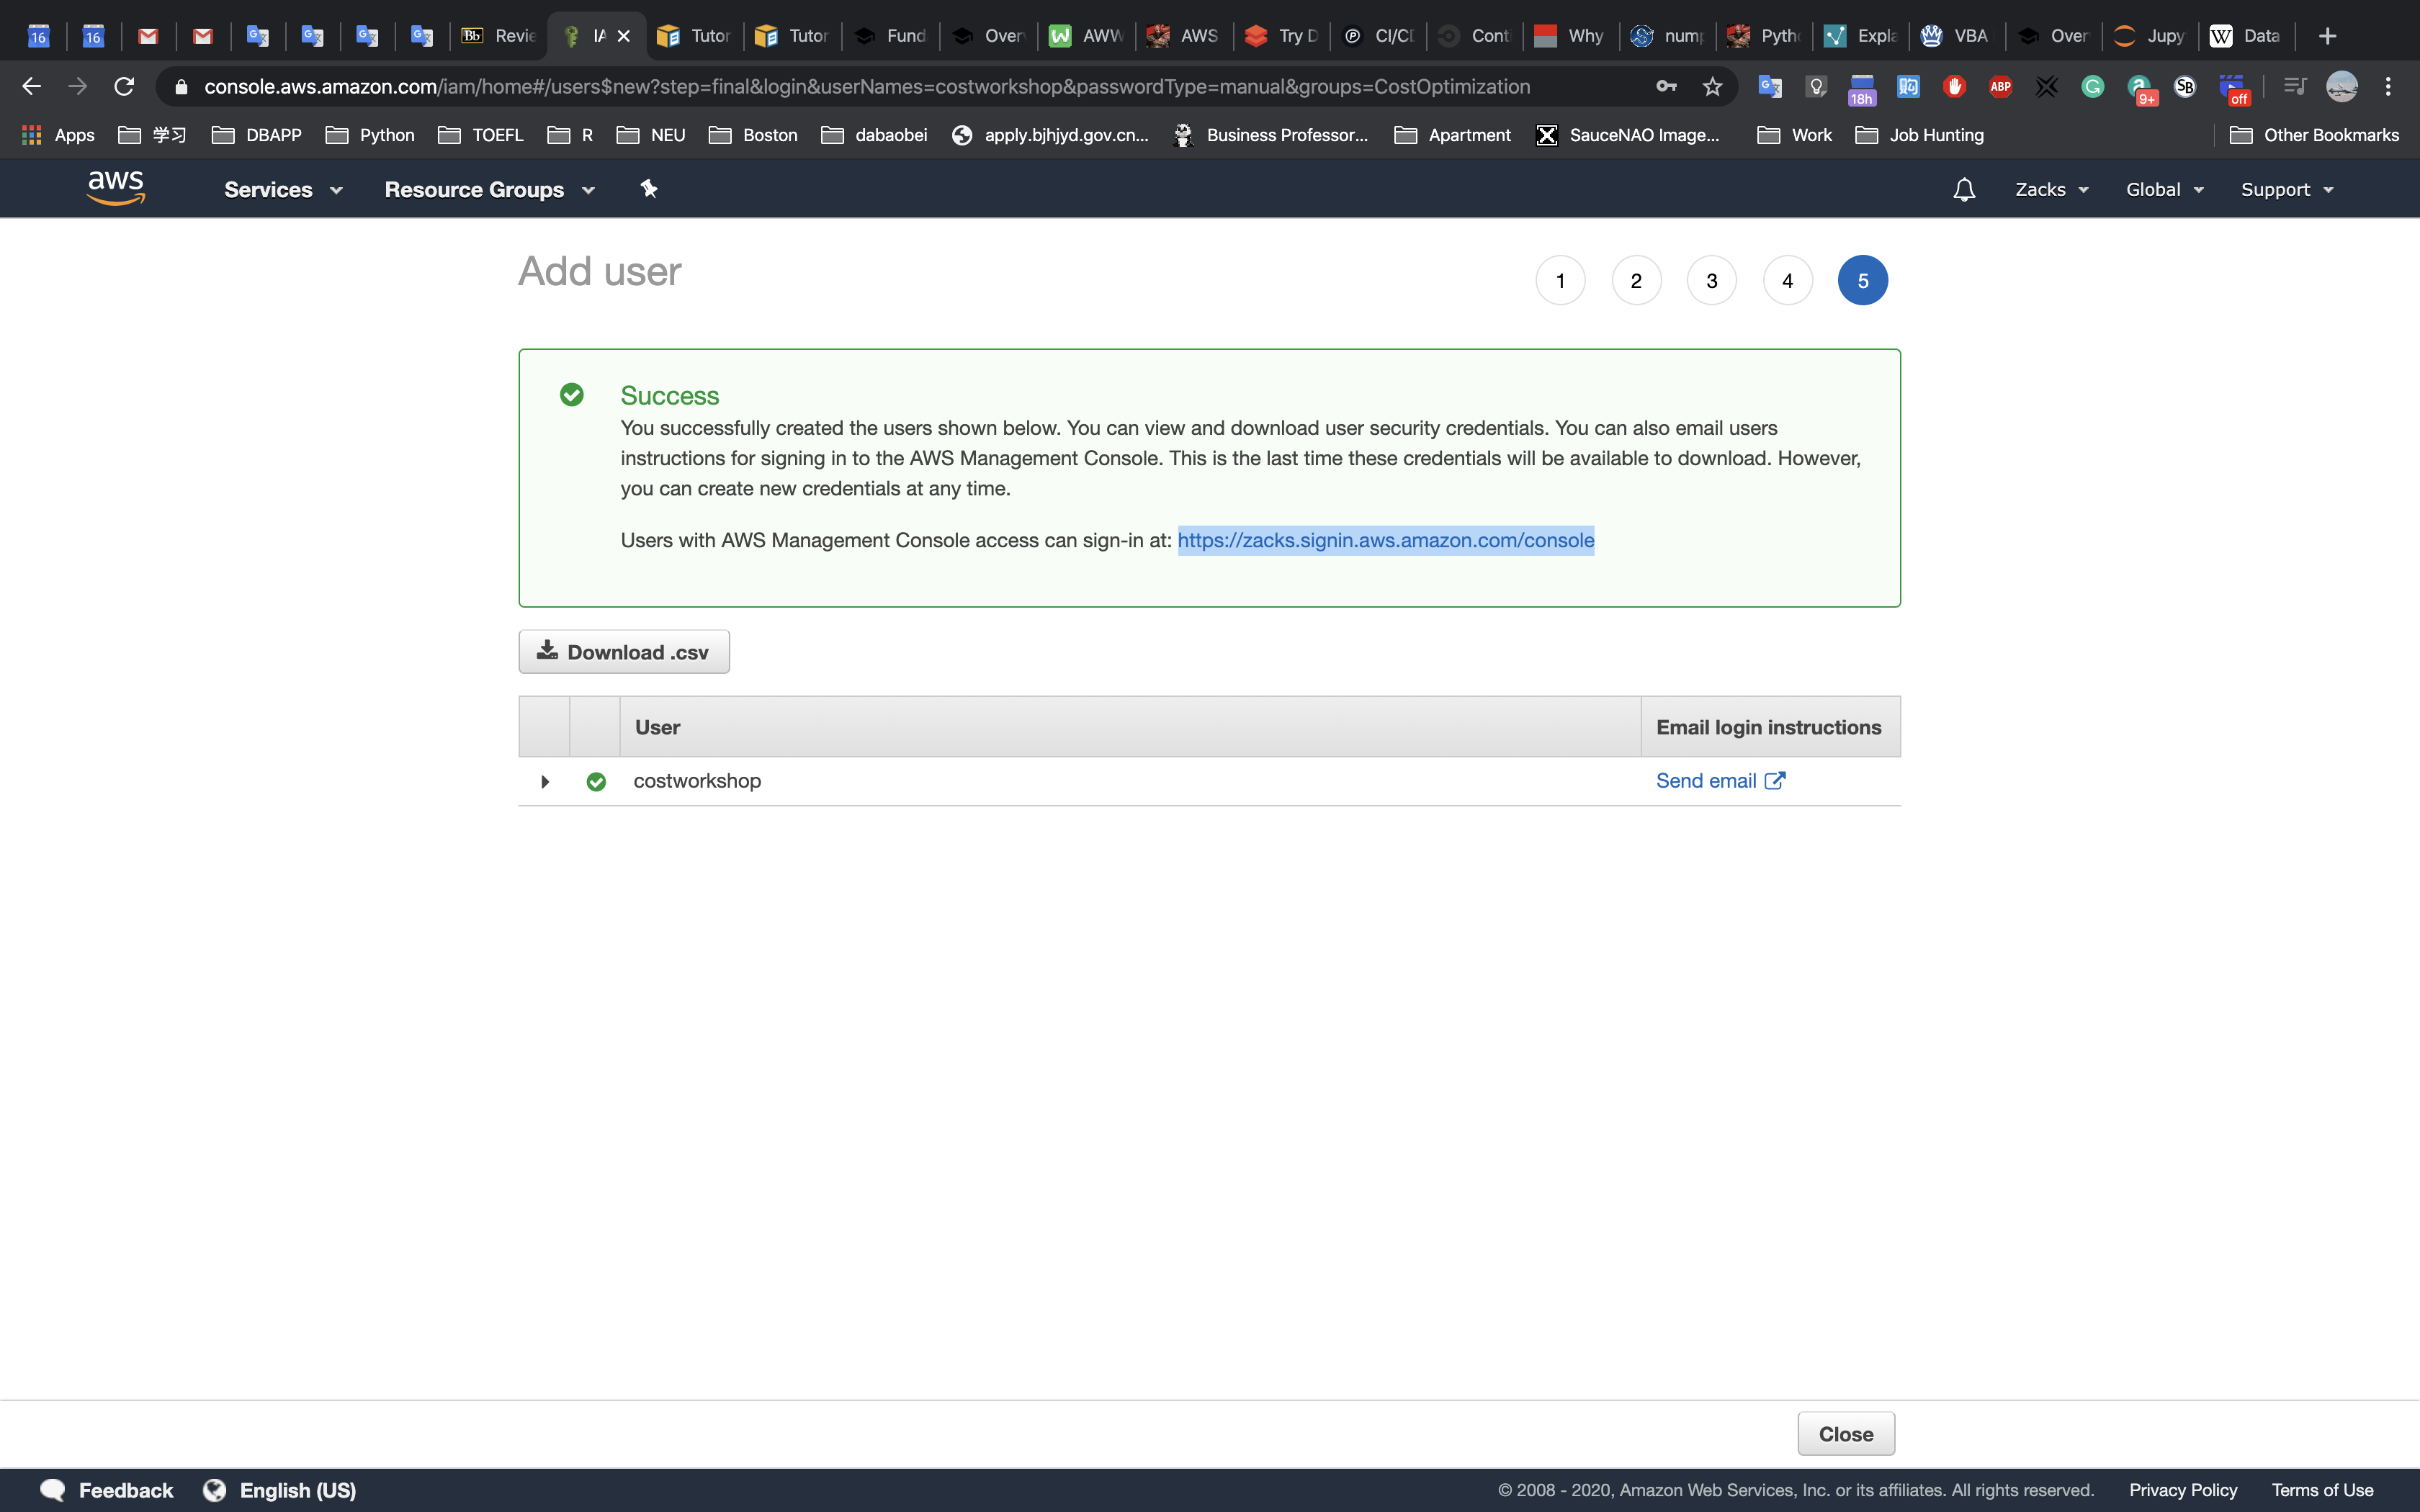 16 16 Revie IA Tutor Tutor Fund Over AWW AWS Try D CI/CD Cont Why nump Pytho Expla VBA Over Jupy Data
console.aws.amazon.com/iam/home#/users$new?step=final&login&userNames=costworkshop&passwordType=manual&groups=CostOptimization 18h ABP 9+ SB off
Apps 学习 DBAPP Python TOEFL R NEU Boston dabaobei apply.bjhjyd.gov.cn... Business Professor... Apartment SauceNAO Image... Work Job Hunting Other Bookmarks
aws Services Resource Groups Zacks Global Support
Add user 1 2 3 4 5
Success
You successfully created the users shown below. You can view and download user security credentials. You can also email users
instructions for signing in to the AWS Management Console. This is the last time these credentials will be available to download. However,
you can create new credentials at any time.
Users with AWS Management Console access can sign-in at: https://zacks.signin.aws.amazon.com/console
Download .csv
User Email login instructions
costworkshop Send email
Close
Feedback English (US) © 2008 - 2020, Amazon Web Services, Inc. or its affiliates. All rights reserved. Privacy Policy Terms of Use